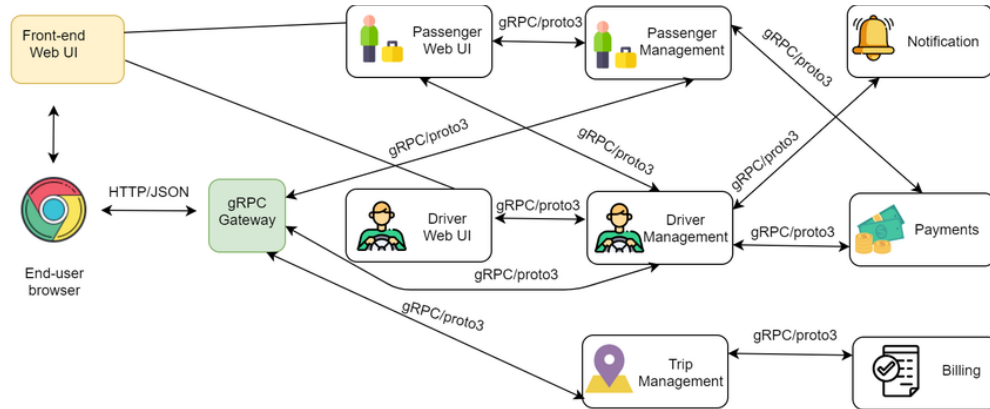 Front-end
Web UI
Passenger
Web UI
gRPC/proto3
Passenger
Management
Notification
gRPC/proto3
gRPC/proto3
gRPC/proto3
gRPC/proto3
HTTP/JSON
gRPC
Gateway
End-user
browser
Driver
Web UI
gRPC/proto3
Driver
Management
gRPC/proto3
Payments
gRPC/proto3
gRPC/proto3
Trip
Management
gRPC/proto3
Billing